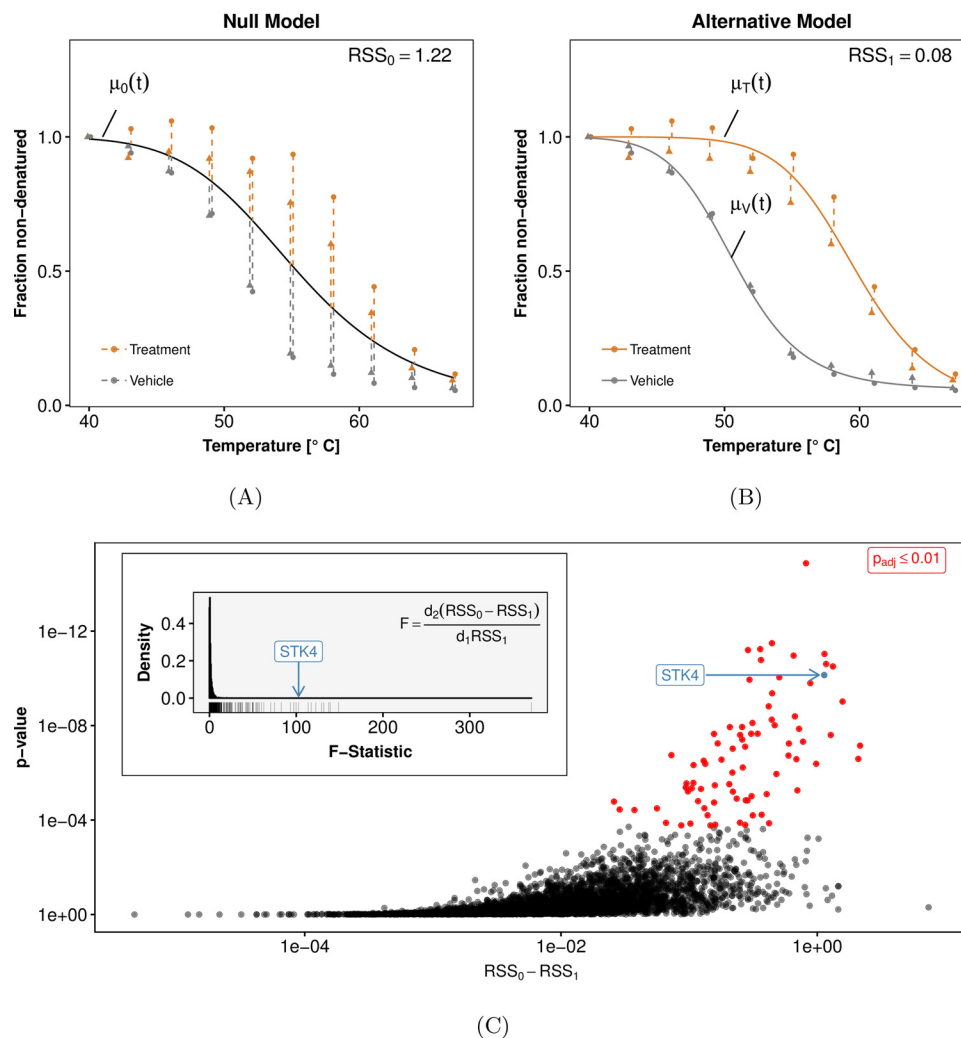 Null Model
RSS₀ = 1.22
μ₀(t)
Fraction non−denatured
1.0
0.5
0.0
Treatment
Vehicle
40
50
60
Temperature [° C]
(A)
Alternative Model
RSS₁ = 0.08
μT(t)
μV(t)
Fraction non−denatured
1.0
0.5
0.0
Treatment
Vehicle
40
50
60
Temperature [° C]
(B)
p-value
1e−12
1e−08
1e−04
1e+00
padj ≤ 0.01
STK4
Density
0.4
0.2
0.0
F = d₂(RSS₀ − RSS₁) / d₁RSS₁
STK4
0
100
200
300
F−Statistic
1e−04
1e−02
1e+00
RSS₀ − RSS₁
(C)